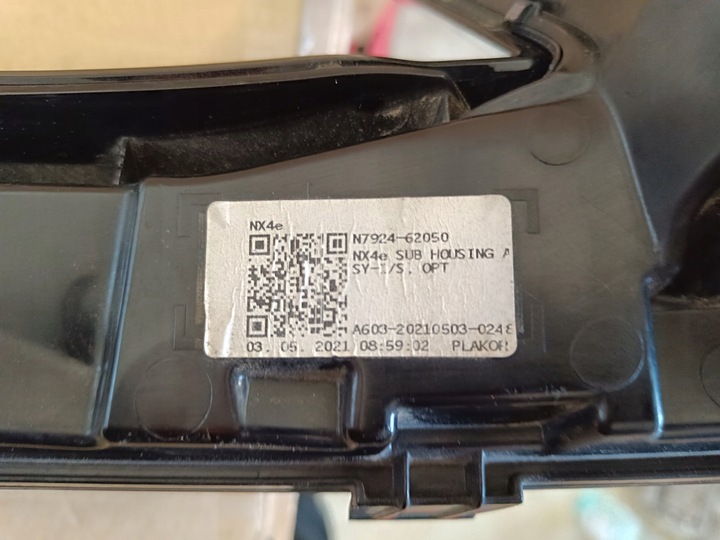 NX4e
N7924-62050
NX4e SUB HOUSING A
SY-I/S. OPT
A603-20210503-0248
03. 05. 2021 08:59:02 PLAKOR